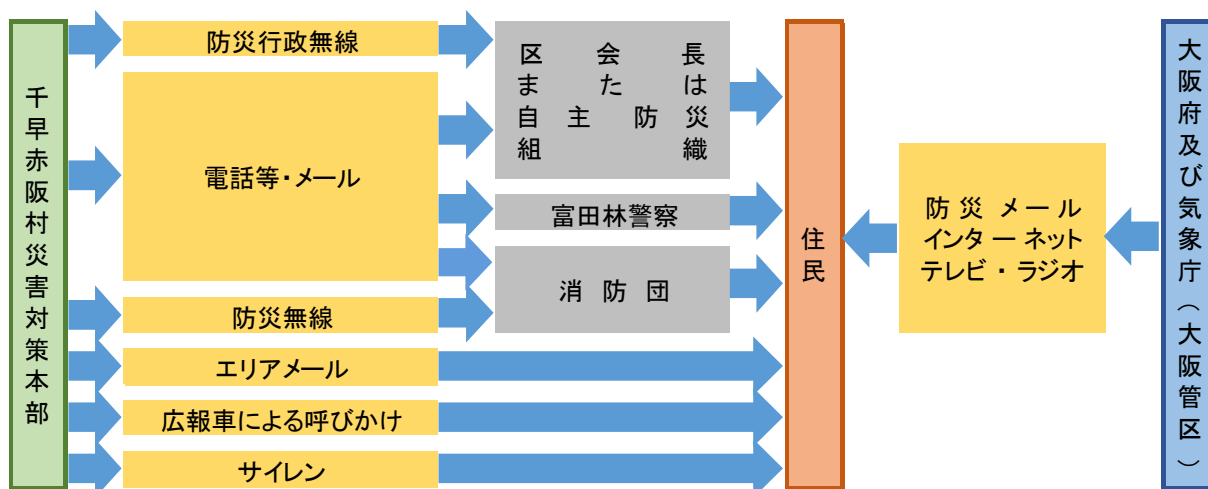 千早赤阪村災害対策本部
防災行政無線
電話等・メール
防災無線
エリアメール
広報車による呼びかけ
サイレン
区会長
または
自主防災
組織
富田林警察
消防団
住民
防災メール
インターネット
テレビ・ラジオ
大阪府及び気象庁（大阪管区）